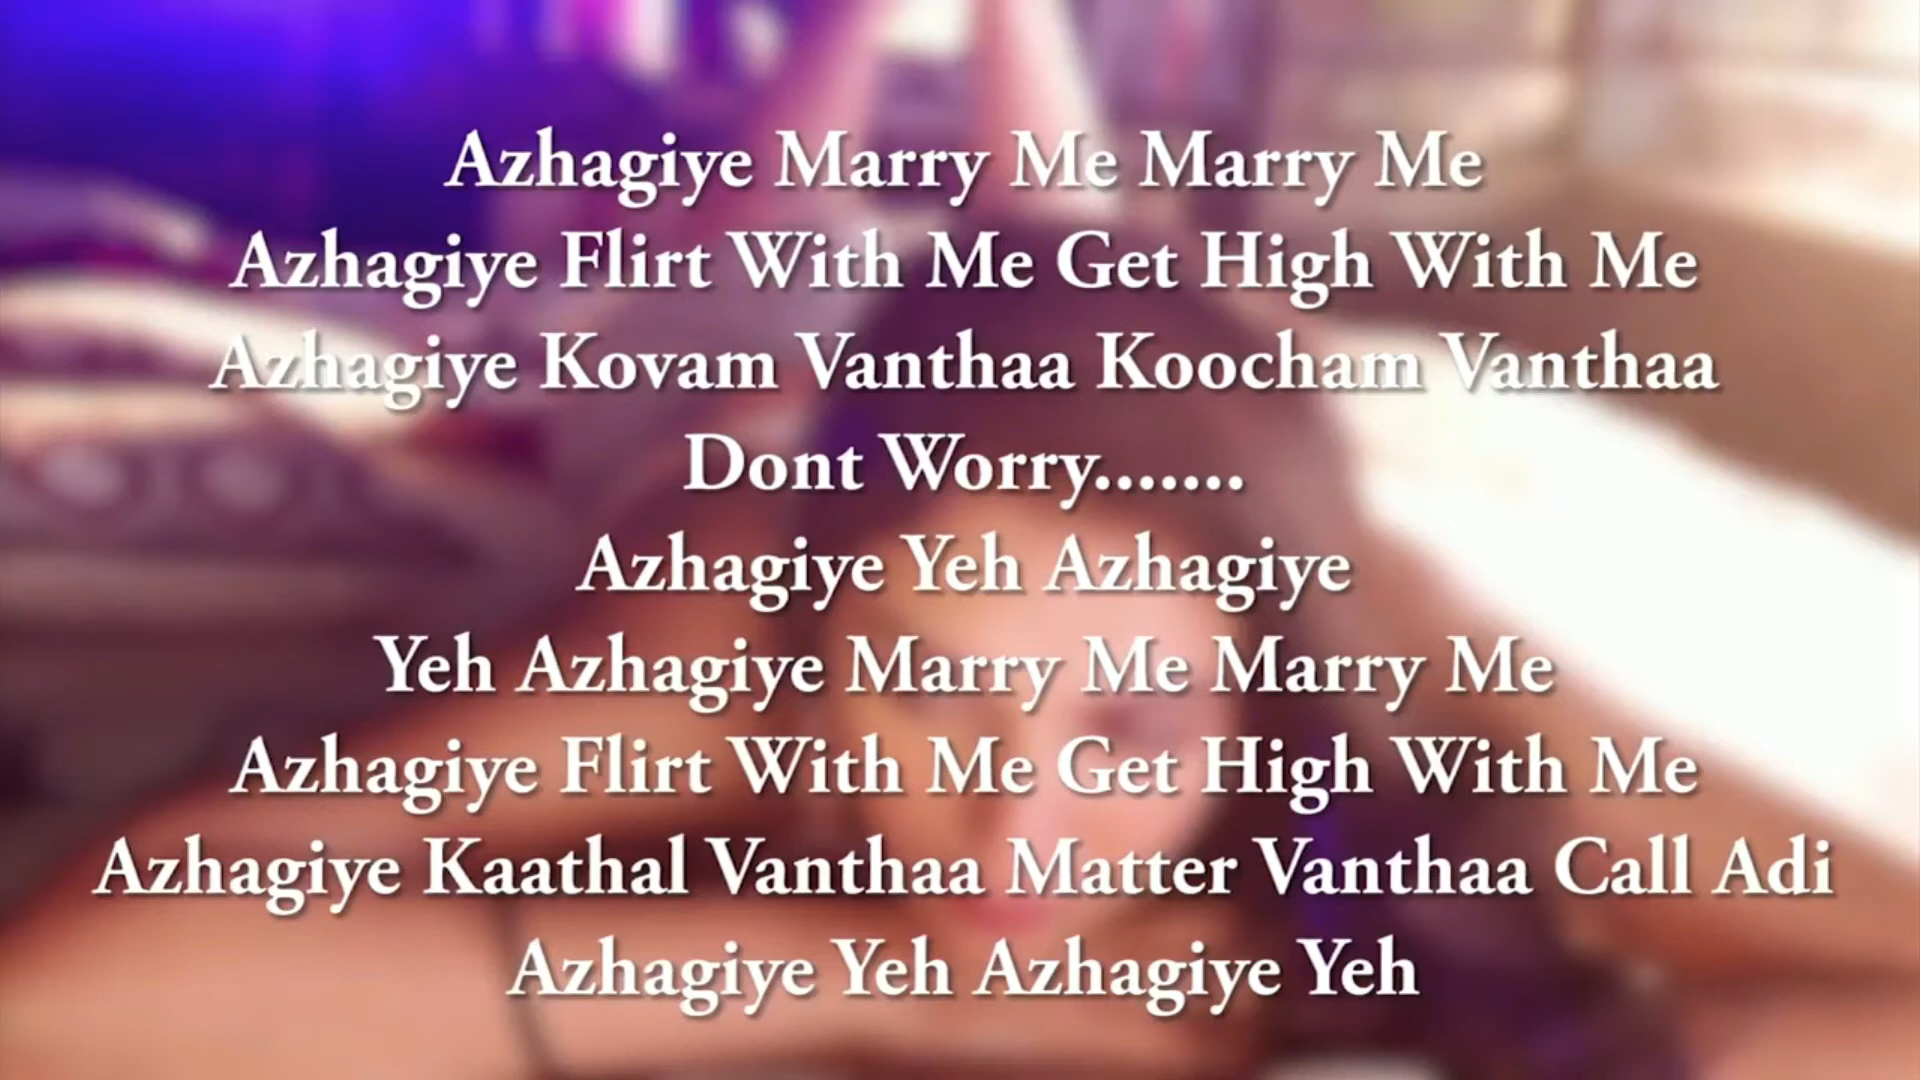 Azhagiye Marry Me Marry Me
Azhagiye Flirt With Me Get High With Me
Azhagiye Kovam Vanthaa Koocham Vanthaa
Dont Worry.......
Azhagiye Yeh Azhagiye
Yeh Azhagiye Marry Me Marry Me
Azhagiye Flirt With Me Get High With Me
Azhagiye Kaathal Vanthaa Matter Vanthaa Call Adi
Azhagiye Yeh Azhagiye Yeh